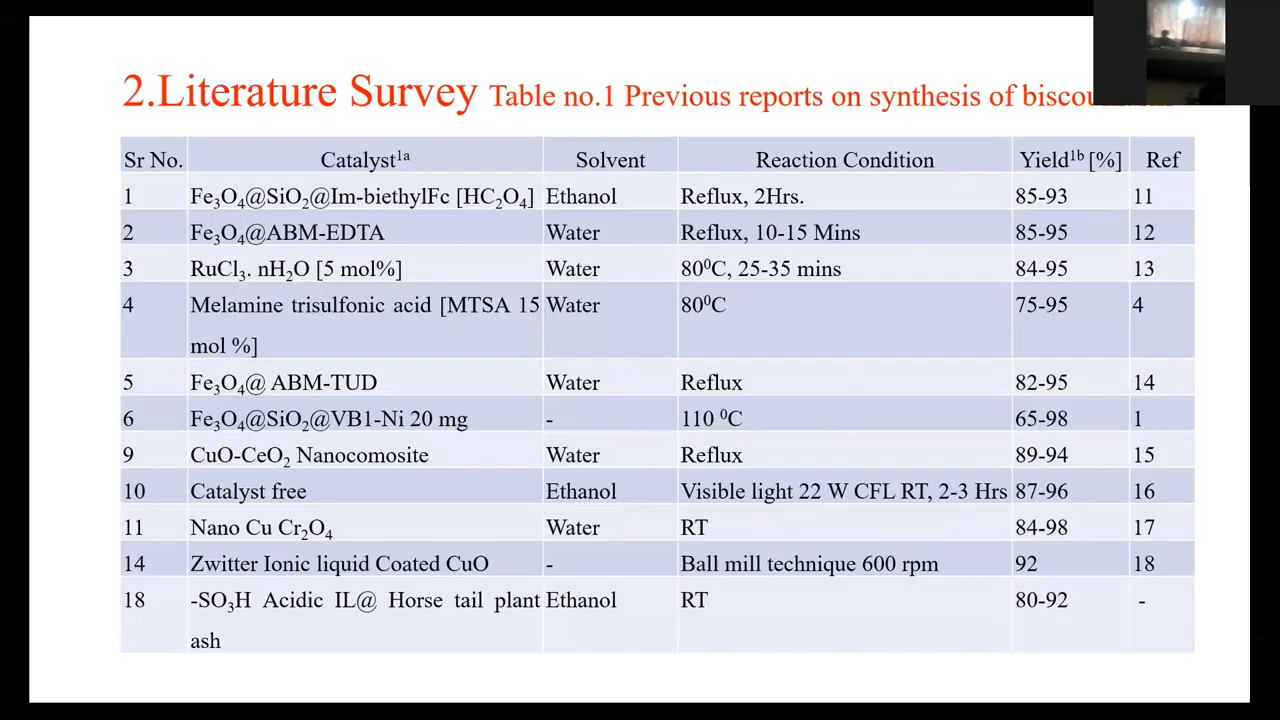 2.Literature Survey Table no.1 Previous reports on synthesis of
Sr No. Catalyst1a Solvent Reaction Condition Yield1b [%] Ref
1 Fe3O4@SiO2@Im-biethylFc [HC2O4] Ethanol Reflux, 2Hrs. 85-93 11
2 Fe3O4@ABM-EDTA Water Reflux, 10-15 Mins 85-95 12
3 RuCl3. nH2O [5 mol%] Water 80⁰C, 25-35 mins 84-95 13
4 Melamine trisulfonic acid [MTSA 15 Water 80⁰C 75-95 4
mol %]
5 Fe3O4@ ABM-TUD Water Reflux 82-95 14
6 Fe3O4@SiO2@VB1-Ni 20 mg - 110 ⁰C 65-98 1
9 CuO-CeO2 Nanocomosite Water Reflux 89-94 15
10 Catalyst free Ethanol Visible light 22 W CFL RT, 2-3 Hrs 87-96 16
11 Nano Cu Cr2O4 Water RT 84-98 17
14 Zwitter Ionic liquid Coated CuO - Ball mill technique 600 rpm 92 18
18 -SO3H Acidic IL@ Horse tail plant Ethanol RT 80-92 -
ash